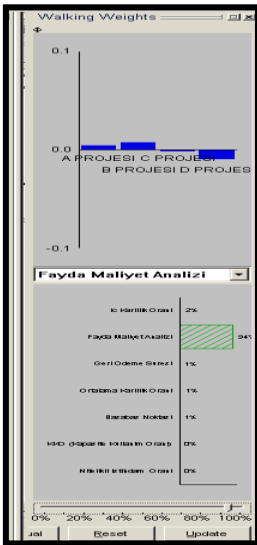 Walking Weights
0.1
0.0
A PROJESI C PROJESI
B PROJESI D PROJES
-0.1
Fayda Maliyet Analizi
Ic Karlilik Orani 2%
Fayda Maliyet Analizi 94%
Geri Odeme Suresi 1%
Ortalama Karlilik Orani 1%
Basabas Noktasi 1%
KKO (Kapasite Kullanim Orani) 0%
Nitelikli Istihdam Orani 0%
0% 20% 40% 60% 80% 100%
ual Reset Update